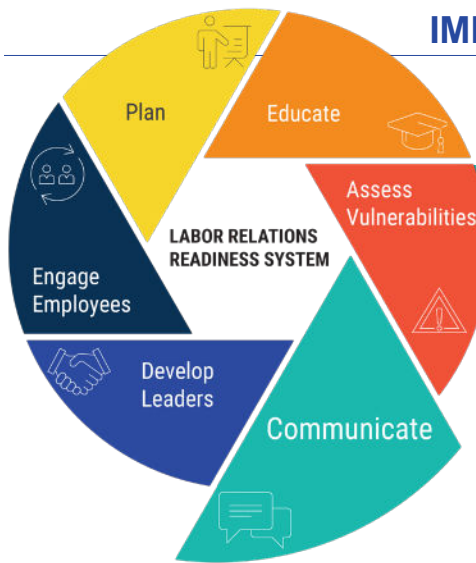 Plan
Educate
Assess
Vulnerabilities
LABOR RELATIONS
READINESS SYSTEM
Engage
Employees
Develop
Leaders
Communicate